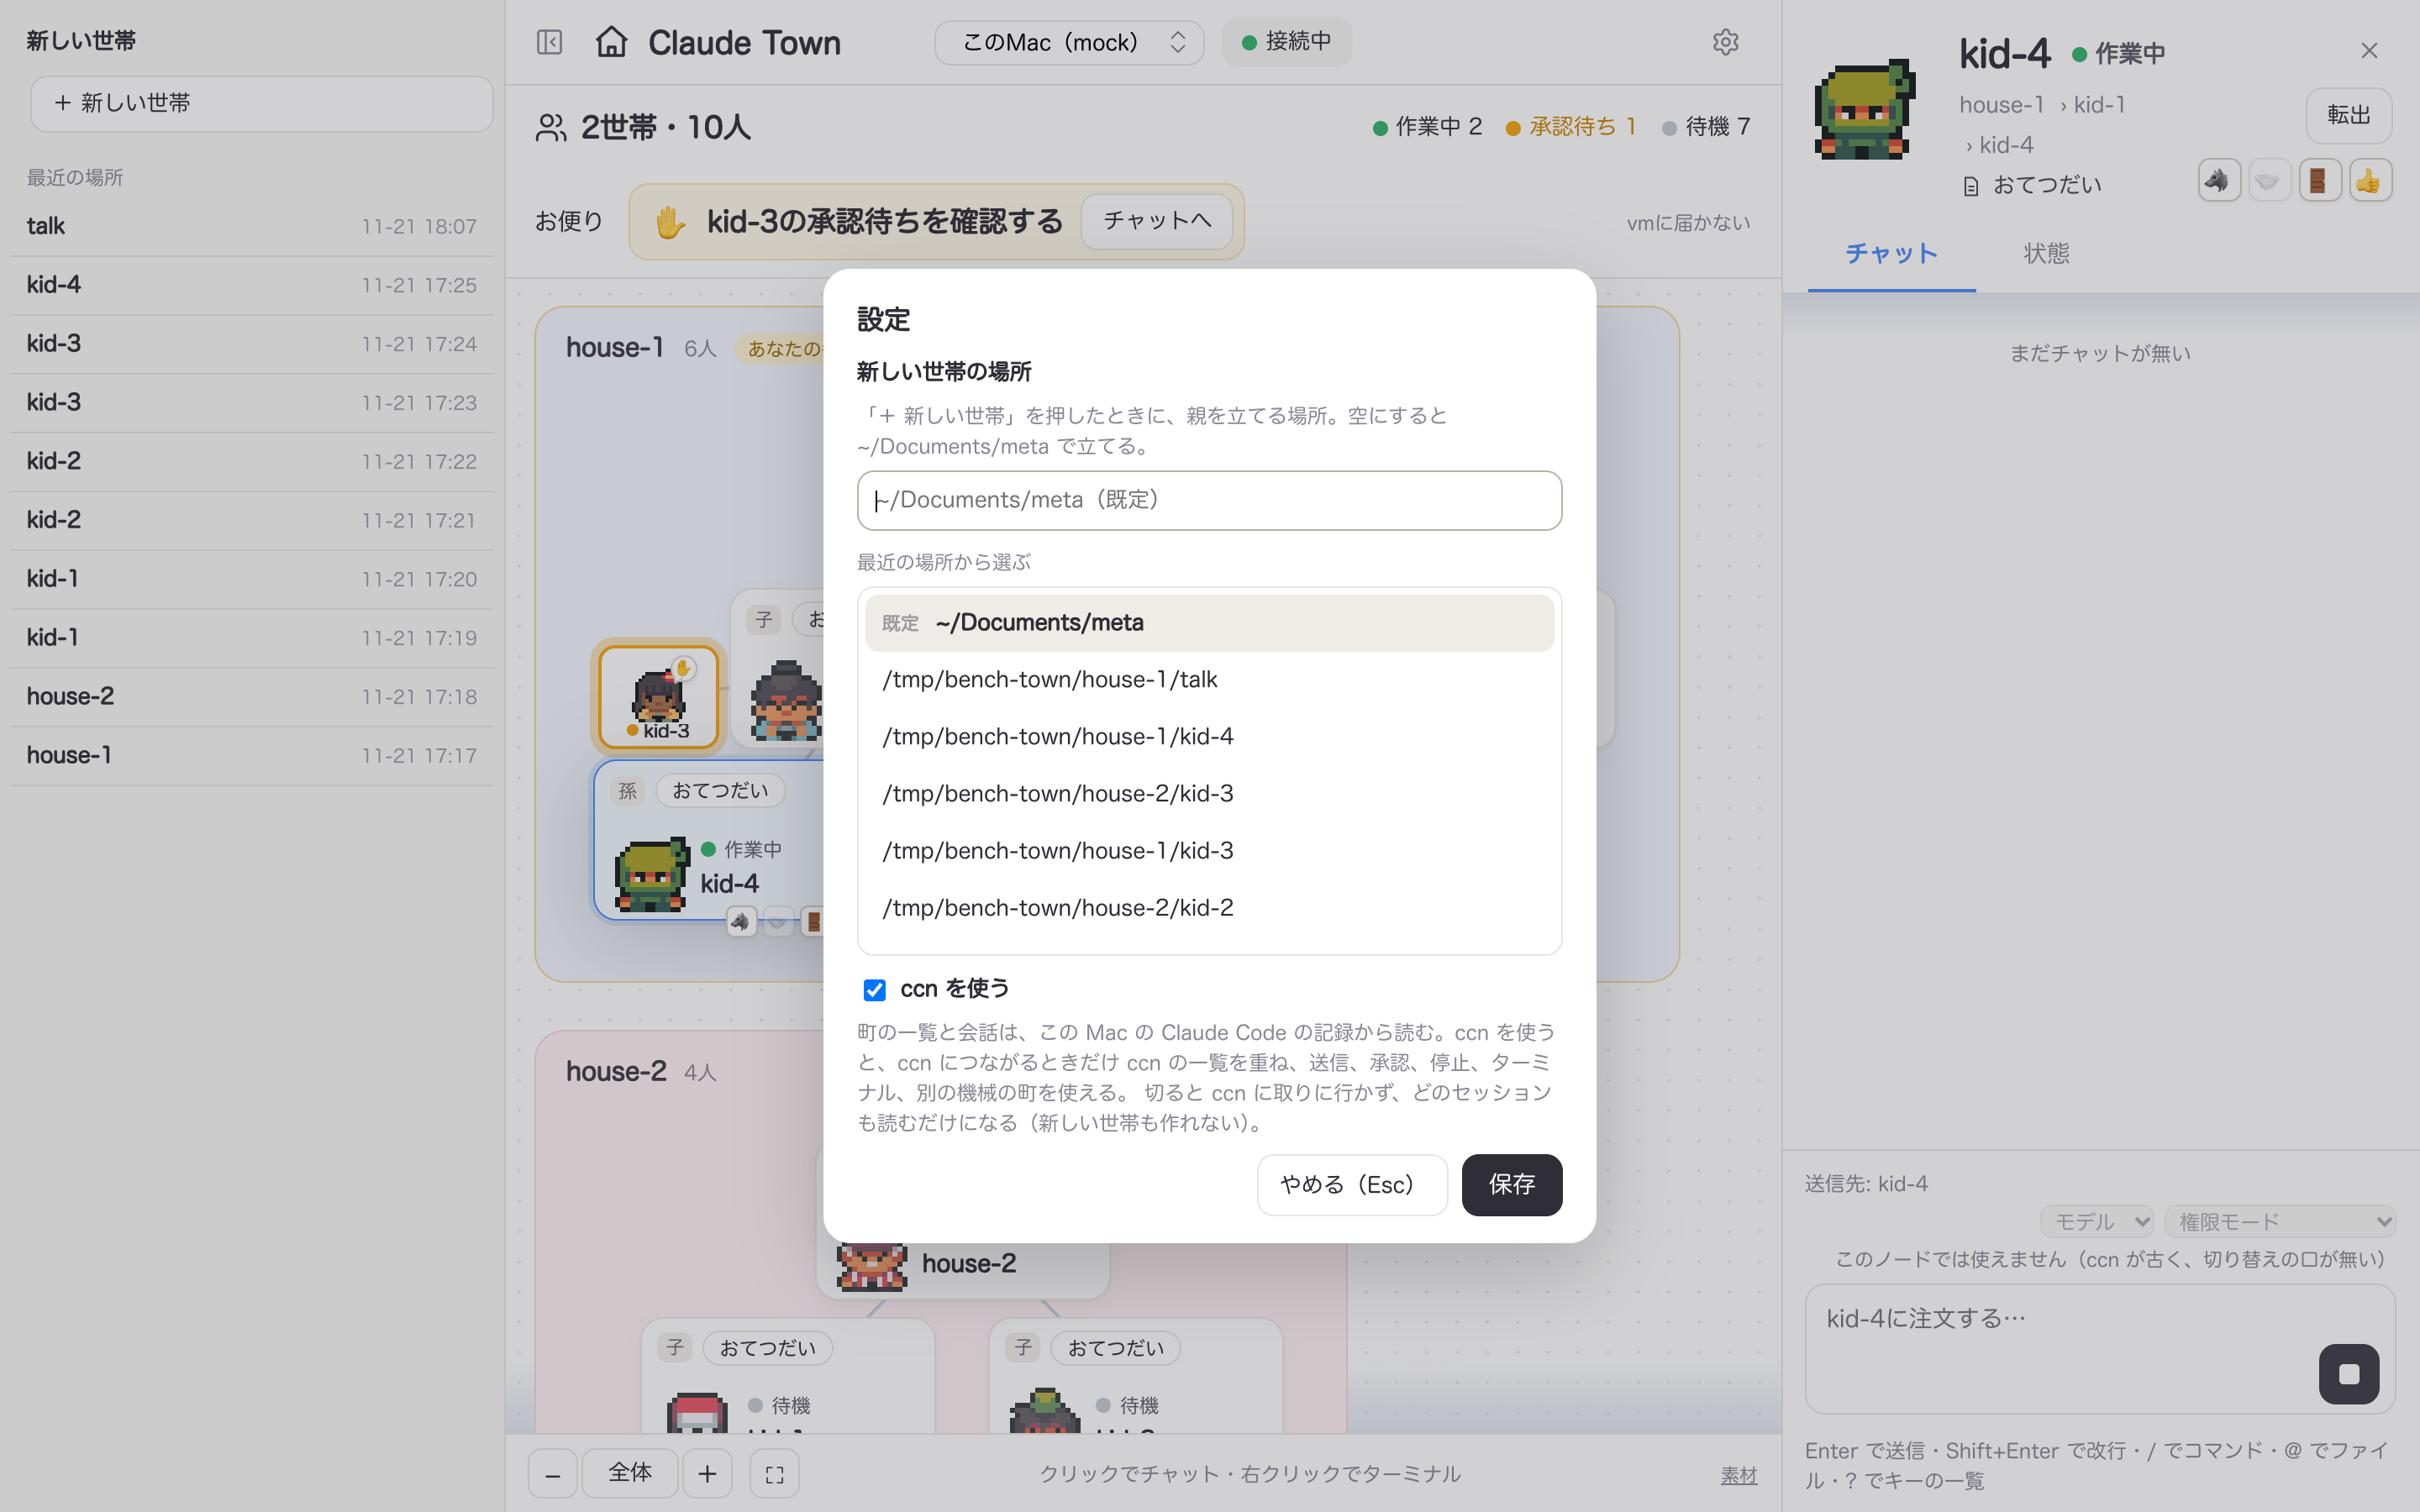 新しい世帯
＋ 新しい世帯
最近の場所
talk 11-21 18:07
kid-4 11-21 17:25
kid-3 11-21 17:24
kid-3 11-21 17:23
kid-2 11-21 17:22
kid-2 11-21 17:21
kid-1 11-21 17:20
kid-1 11-21 17:19
house-2 11-21 17:18
house-1 11-21 17:17
Claude Town
このMac（mock）
接続中
2世帯・10人
作業中 2
承認待ち 1
待機 7
お便り
kid-3の承認待ちを確認する
チャットへ
vmに届かない
house-1 6人
あなたの
子
kid-3
孫
おてつだい
作業中
kid-4
house-2 4人
house-2
子
おてつだい
待機
子
おてつだい
待機
設定
新しい世帯の場所
「＋ 新しい世帯」を押したときに、親を立てる場所。空にすると
~/Documents/meta で立てる。
~/Documents/meta（既定）
最近の場所から選ぶ
既定 ~/Documents/meta
/tmp/bench-town/house-1/talk
/tmp/bench-town/house-1/kid-4
/tmp/bench-town/house-2/kid-3
/tmp/bench-town/house-1/kid-3
/tmp/bench-town/house-2/kid-2
ccn を使う
町の一覧と会話は、この Mac の Claude Code の記録から読む。ccn を使う
と、ccn につながるときだけ ccn の一覧を重ね、送信、承認、停止、ターミ
ナル、別の機械の町を使える。 切ると ccn に取りに行かず、どのセッション
も読むだけになる（新しい世帯も作れない）。
やめる（Esc）
保存
－
全体
＋
クリックでチャット・右クリックでターミナル
素材
kid-4
作業中
house-1 › kid-1
› kid-4
転出
おてつだい
チャット
状態
まだチャットが無い
送信先: kid-4
モデル
権限モード
このノードでは使えません（ccn が古く、切り替えの口が無い）
kid-4に注文する…
Enter で送信・Shift+Enter で改行・/ でコマンド・@ でファイ
ル・? でキーの一覧